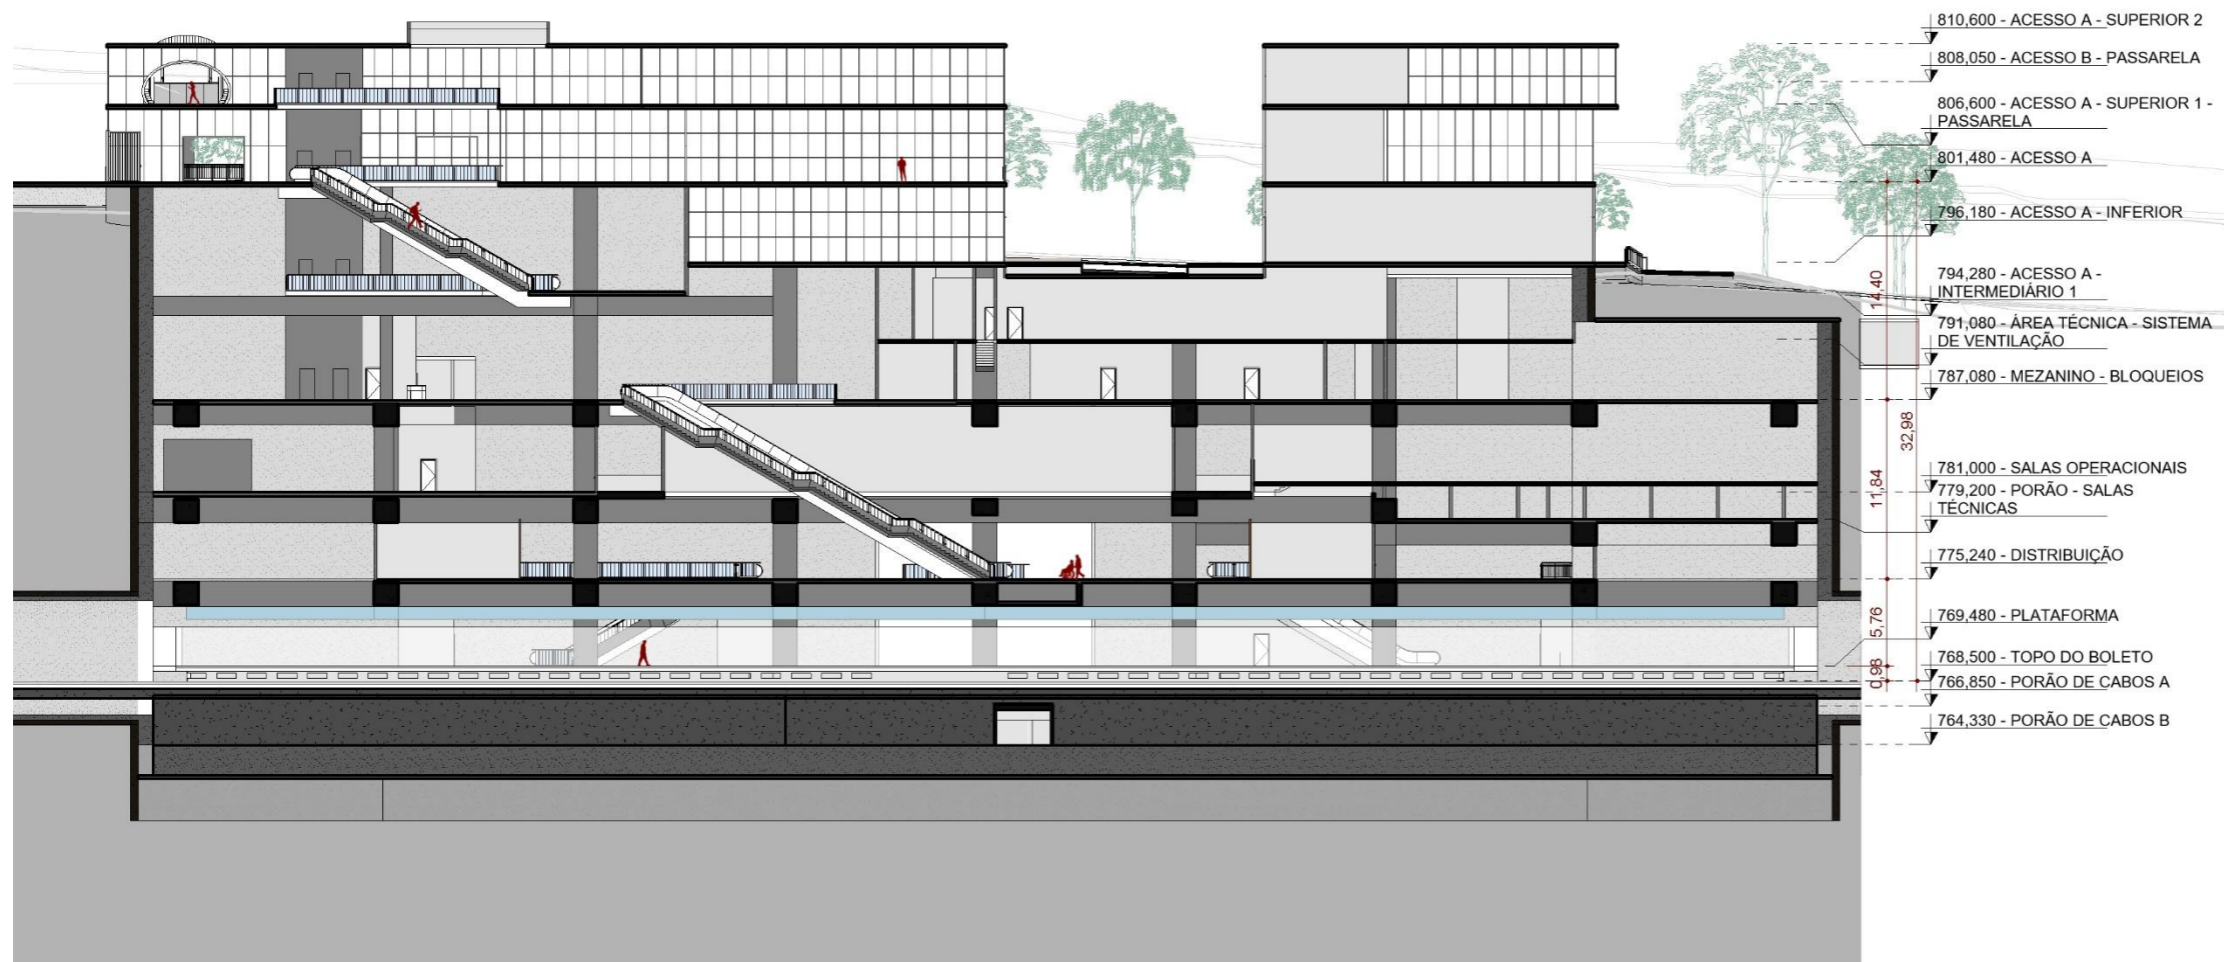 810,600 - ACESSO A - SUPERIOR 2
808,050 - ACESSO B - PASSARELA
806,600 - ACESSO A - SUPERIOR 1 -
PASSARELA
801,480 - ACESSO A
796,180 - ACESSO A - INFERIOR
794,280 - ACESSO A -
INTERMEDIÁRIO 1
791,080 - ÁREA TÉCNICA - SISTEMA
DE VENTILAÇÃO
787,080 - MEZANINO - BLOQUEIOS
781,000 - SALAS OPERACIONAIS
779,200 - PORÃO - SALAS
TÉCNICAS
775,240 - DISTRIBUIÇÃO
769,480 - PLATAFORMA
768,500 - TOPO DO BOLETO
766,850 - PORÃO DE CABOS A
764,330 - PORÃO DE CABOS B
14,40
32,98
11,84
5,76
0,98